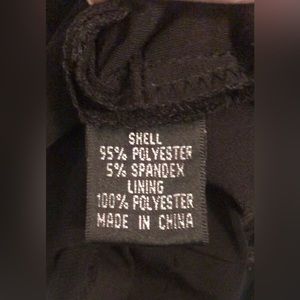 SHELL
95% POLYESTER
5% SPANDEX
LINING
100% POLYESTER
MADE IN CHINA